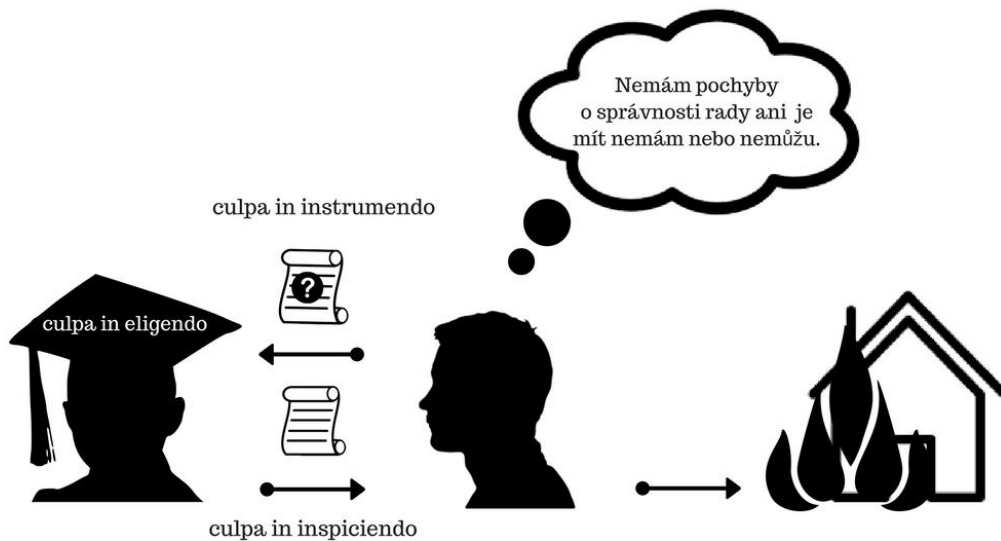 Nemám pochyby
o správnosti rady ani je
mít nemám nebo nemůžu.
culpa in instrumendo
?
culpa in eligendo
culpa in inspiciendo